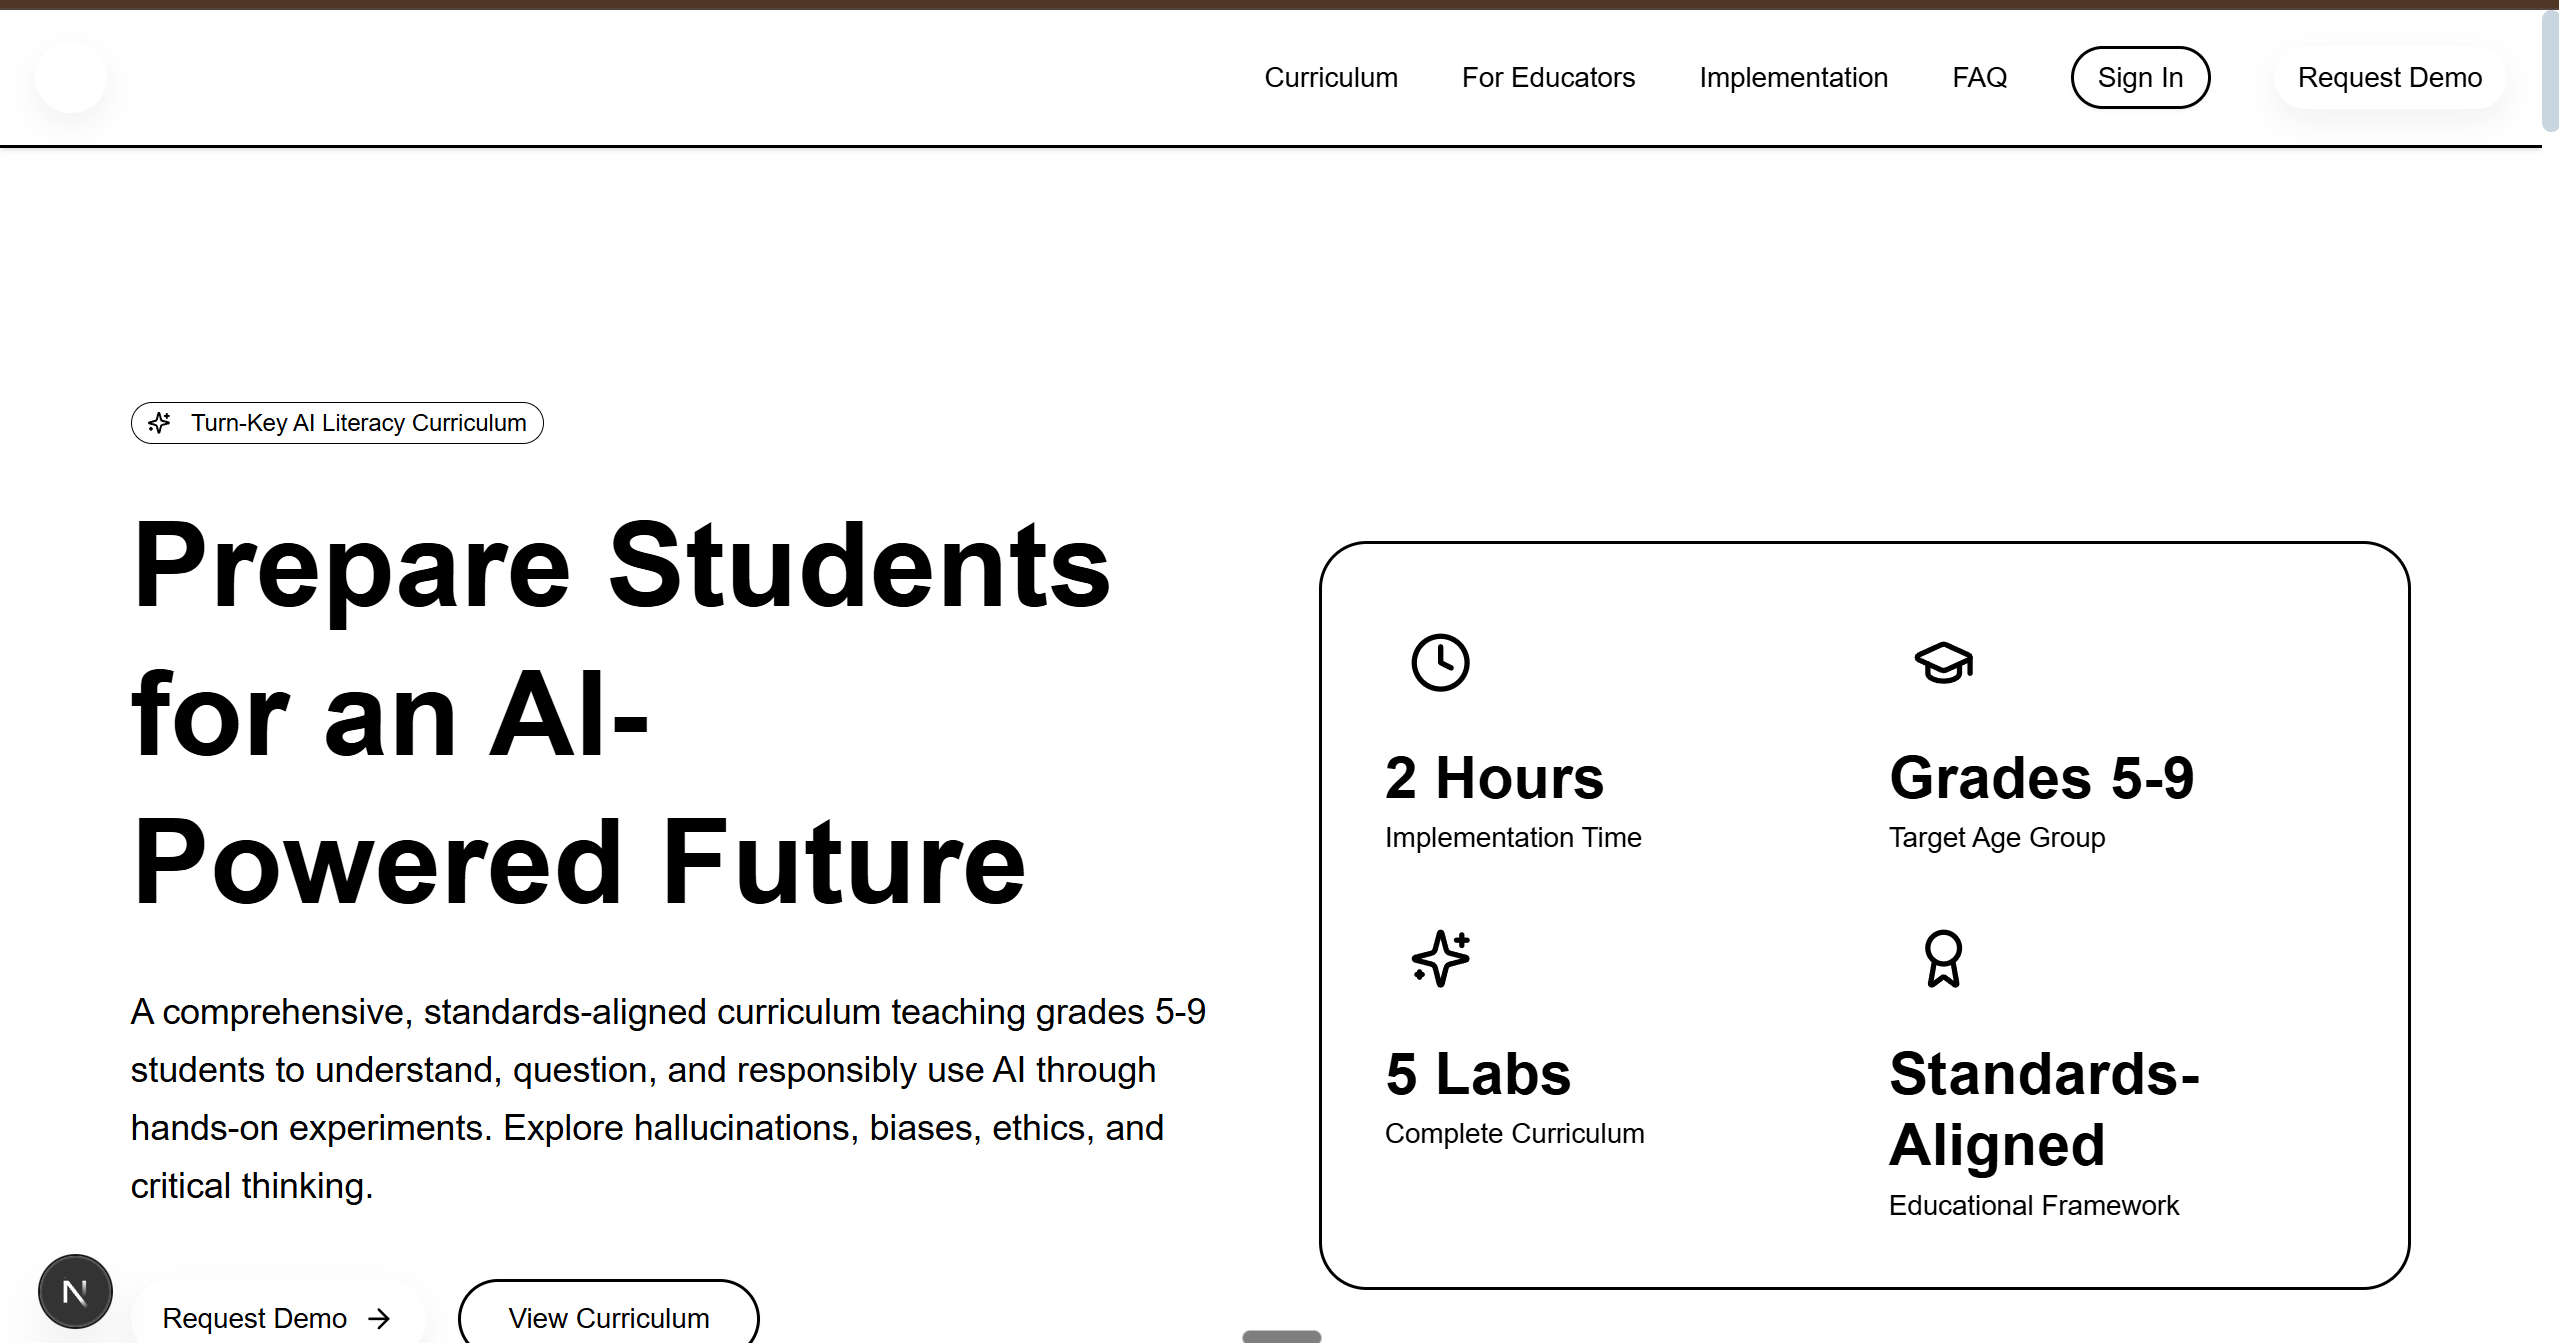 Curriculum
For Educators
Implementation
FAQ
Sign In
Request Demo
Turn-Key AI Literacy Curriculum
Prepare Students
for an AI-
Powered Future
A comprehensive, standards-aligned curriculum teaching grades 5-9
students to understand, question, and responsibly use AI through
hands-on experiments. Explore hallucinations, biases, ethics, and
critical thinking.
Request Demo
View Curriculum
2 Hours
Implementation Time
Grades 5-9
Target Age Group
5 Labs
Complete Curriculum
Standards-
Aligned
Educational Framework
N